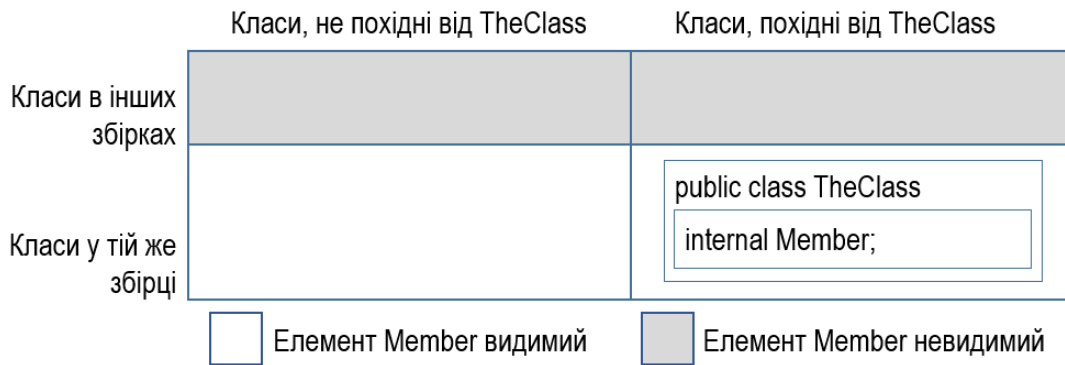 Класи, не похідні від TheClass
Класи, похідні від TheClass
Класи в інших
збірках
public class TheClass
internal Member;
Класи у тій же
збірці
Елемент Member видимий
Елемент Member невидимий